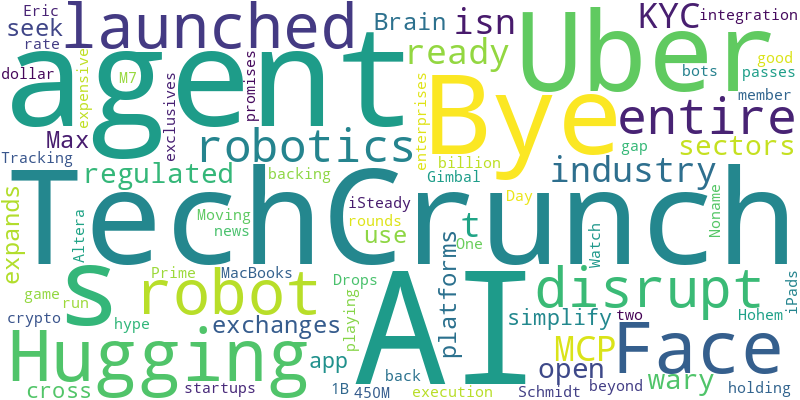 Eric
seek
rate
launched
Brain
isn
KYC
integration
dollar
expensive
M7
exclusives
promises
agent
Uber
ready
Bye
enterprises
bots
good
passes
member
entire
Max
Tracking
robotics
regulated
backing
billion
Gimbal
industry
gap
sectors
TechCrunch
expands
Altera
Moving
news
iSteady
rounds
use
t
One
Day
Noname
Watch
s
Prime
robot
MacBooks
Drops
playing
platforms
AI
disrupt
iPads
game
run
crypto
hype
exchanges
simplify
two
Hohem
Hugging
app
MCP
Face
open
wary
cross
startups
1B
450M
back
execution
Schmidt
beyond
holding